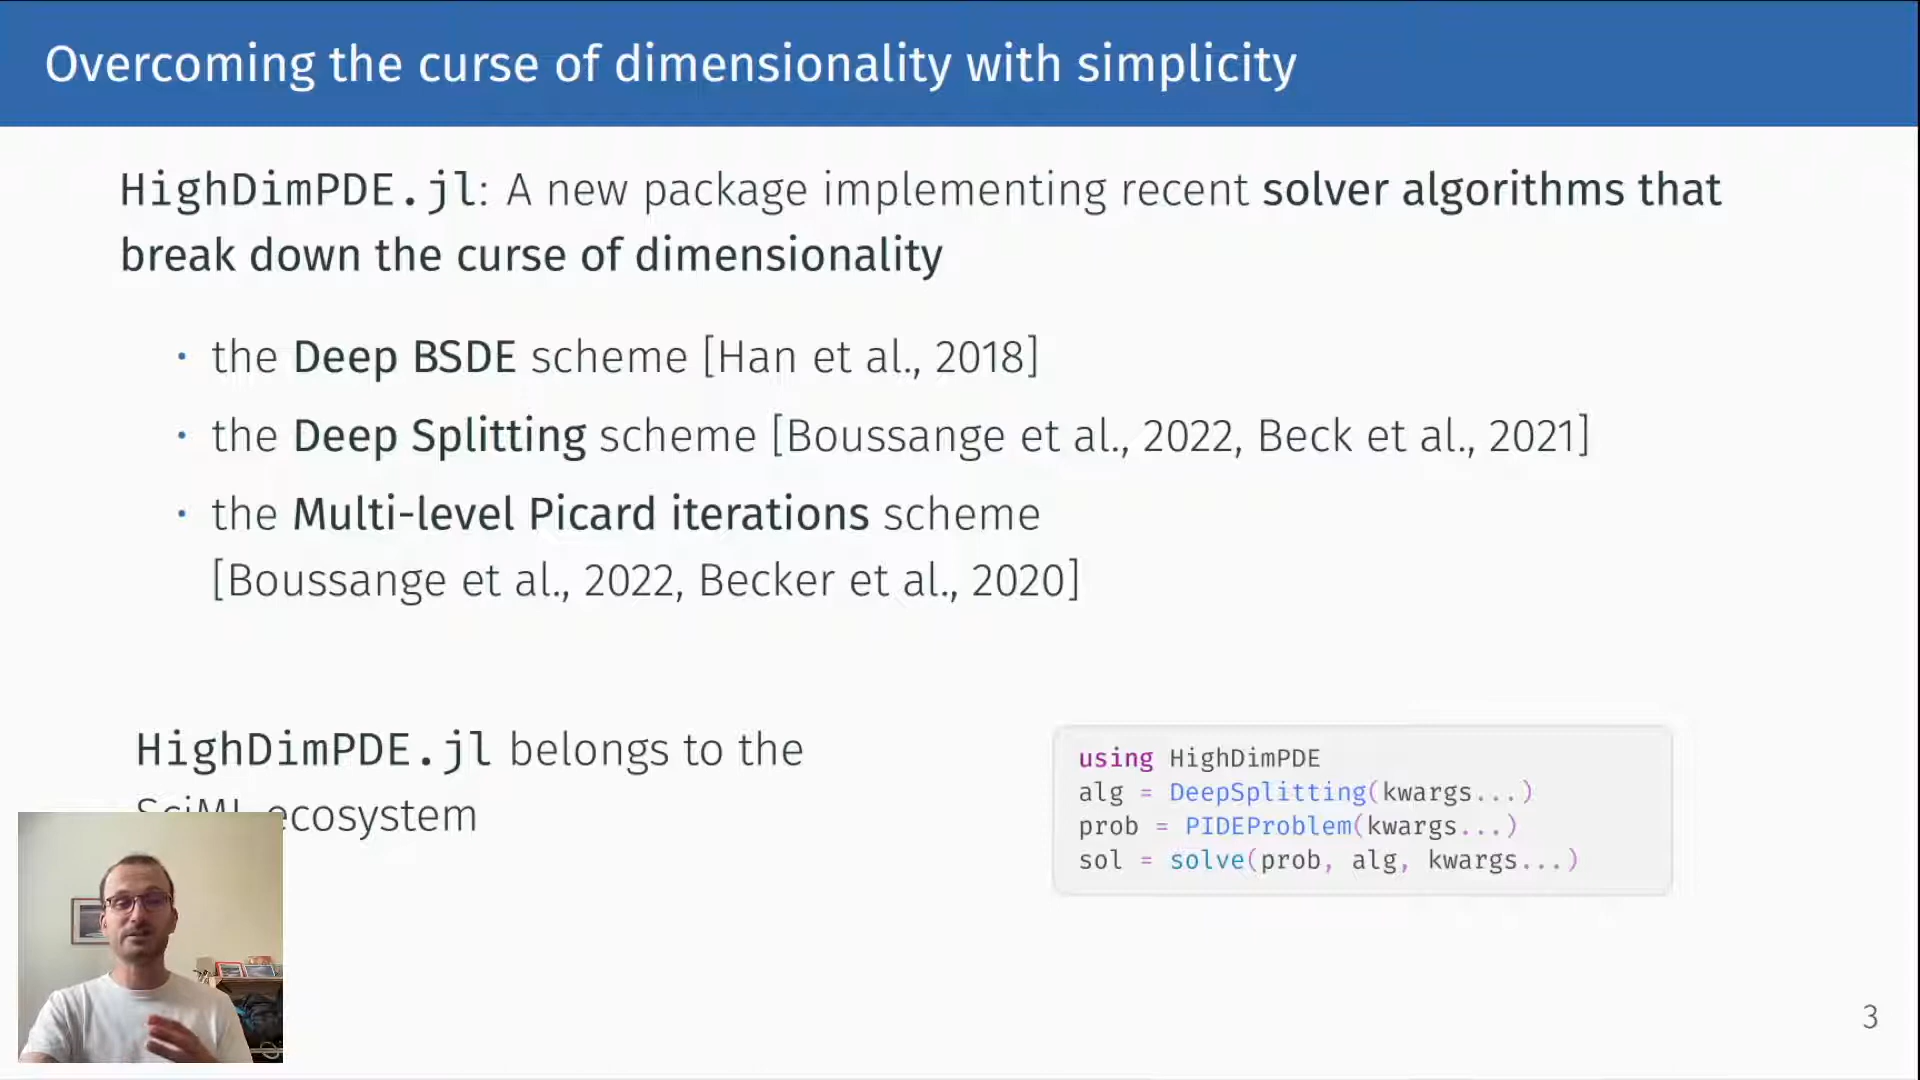 Overcoming the curse of dimensionality with simplicity
HighDimPDE.jl: A new package implementing recent solver algorithms that
break down the curse of dimensionality
• the Deep BSDE scheme [Han et al., 2018]
• the Deep Splitting scheme [Boussange et al., 2022, Beck et al., 2021]
• the Multi-level Picard iterations scheme
[Boussange et al., 2022, Becker et al., 2020]
HighDimPDE.jl belongs to the
SciML ecosystem
using HighDimPDE
alg = DeepSplitting(kwargs...)
prob = PIDEProblem(kwargs...)
sol = solve(prob, alg, kwargs...)
3